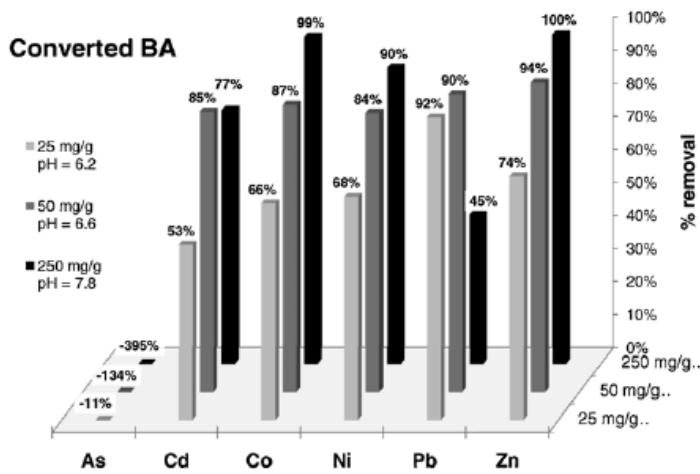 Converted BA
25 mg/g
pH = 6.2
50 mg/g
pH = 6.6
250 mg/g
pH = 7.8
-395%
-134%
-11%
53%
85%
77%
66%
87%
99%
68%
84%
90%
92%
90%
45%
74%
94%
100%
100%
90%
80%
70%
60%
50%
40%
30%
20%
10%
0%
% removal
250 mg/g..
50 mg/g..
25 mg/g..
As Cd Co Ni Pb Zn